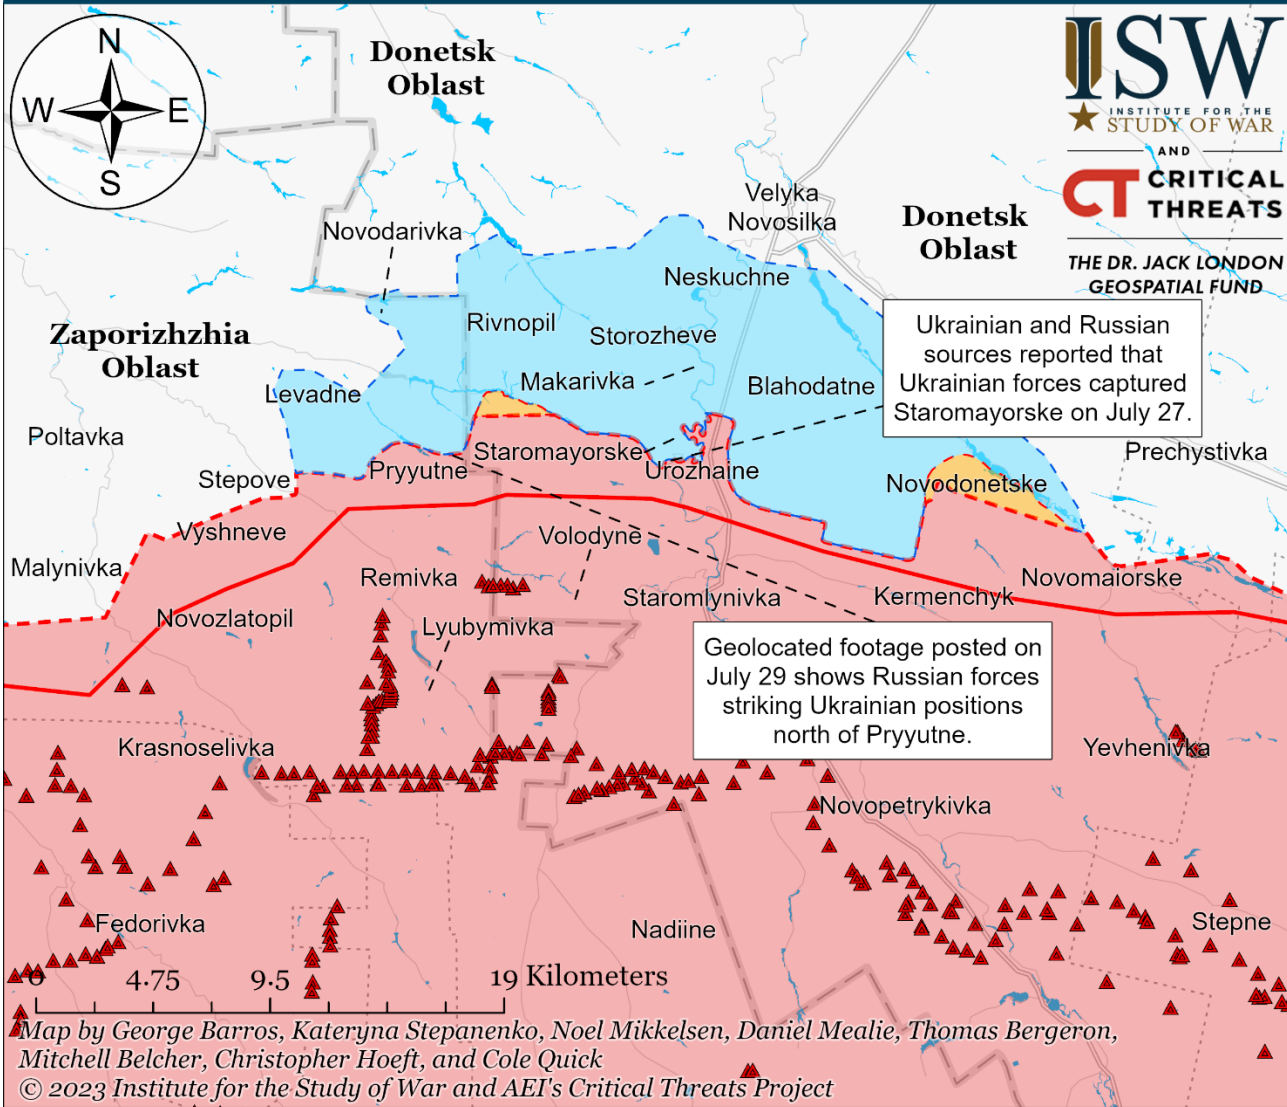 N
W
E
S
Donetsk
Oblast
ISW
INSTITUTE FOR THE
STUDY OF WAR
AND
CT CRITICAL
THREATS
THE DR. JACK LONDON
GEOSPATIAL FUND
Velyka
Novosilka
Donetsk
Oblast
Novodarivka
Neskuchne
Zaporizhzhia
Oblast
Rivnopil
Storozheve
Ukrainian and Russian
sources reported that
Ukrainian forces captured
Staromayorske on July 27.
Levadne
Makarivka
Blahodatne
Poltavka
Staromayorske
Prechystivka
Stepove
Pryyutne
Urozhaine
Novodonetske
Vyshneve
Volodyne
Malynivka
Remivka
Novomaiorske
Staromlynivka
Kermenchyk
Novozlatopil
Lyubymivka
Geolocated footage posted on
July 29 shows Russian forces
striking Ukrainian positions
north of Pryyutne.
Krasnoselivka
Yevhenivka
Novopetrykivka
Fedorivka
Nadiine
Stepne
0 4.75 9.5 19 Kilometers
Map by George Barros, Kateryna Stepanenko, Noel Mikkelsen, Daniel Mealie, Thomas Bergeron,
Mitchell Belcher, Christopher Hoeft, and Cole Quick
© 2023 Institute for the Study of War and AEI's Critical Threats Project